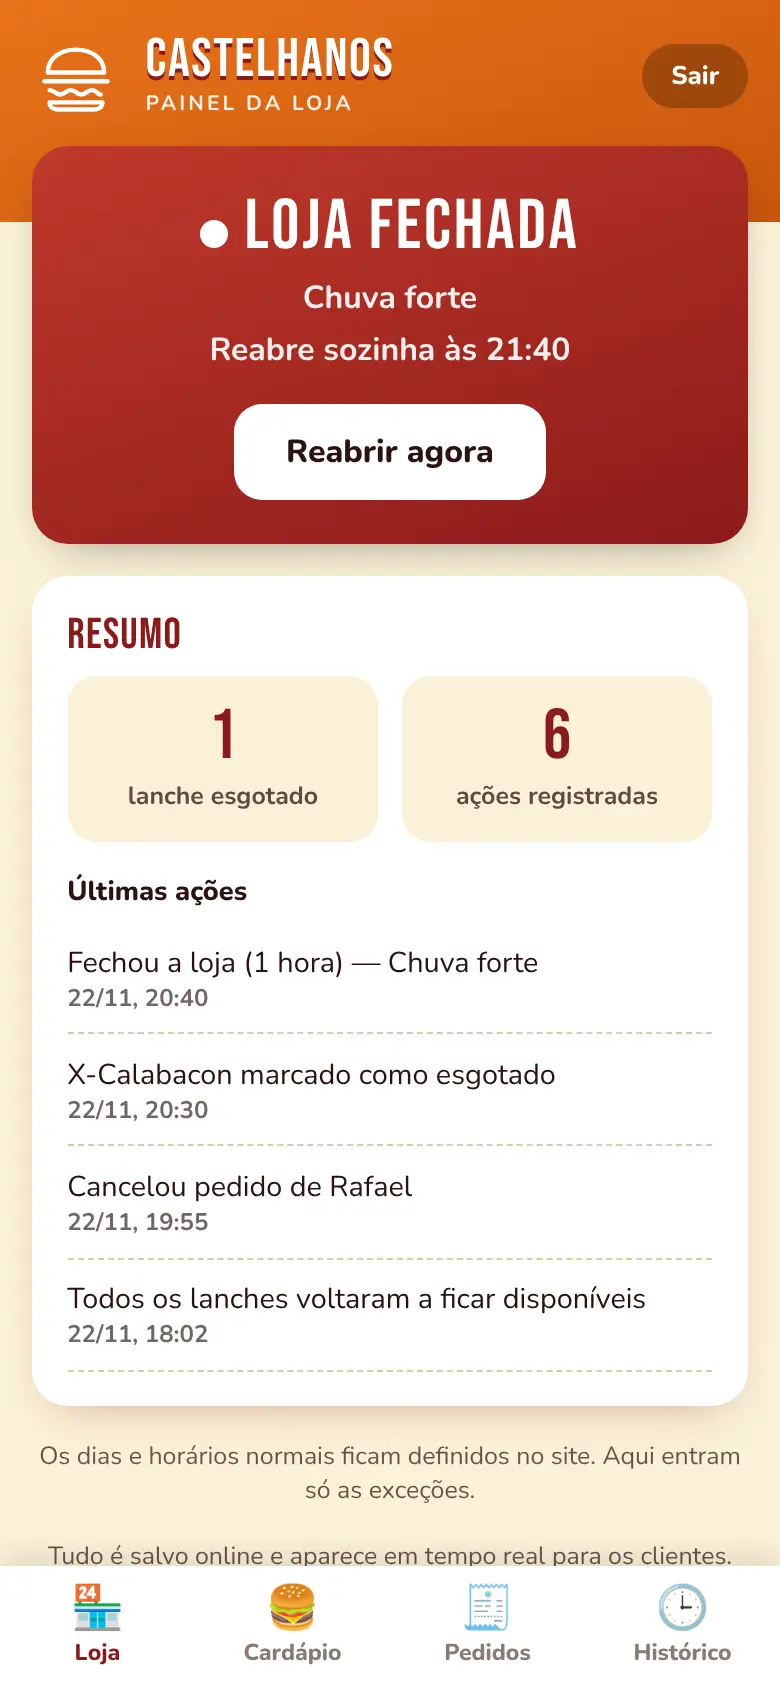 CASTELHANOS
PAINEL DA LOJA
Sair
LOJA FECHADA
Chuva forte
Reabre sozinha às 21:40
Reabrir agora
RESUMO
1
lanche esgotado
6
ações registradas
Últimas ações
Fechou a loja (1 hora) — Chuva forte
22/11, 20:40
X-Calabacon marcado como esgotado
22/11, 20:30
Cancelou pedido de Rafael
22/11, 19:55
Todos os lanches voltaram a ficar disponíveis
22/11, 18:02
Os dias e horários normais ficam definidos no site. Aqui entram
só as exceções.
Tudo é salvo online e aparece em tempo real para os clientes.
24
Loja
Cardápio
Pedidos
Histórico